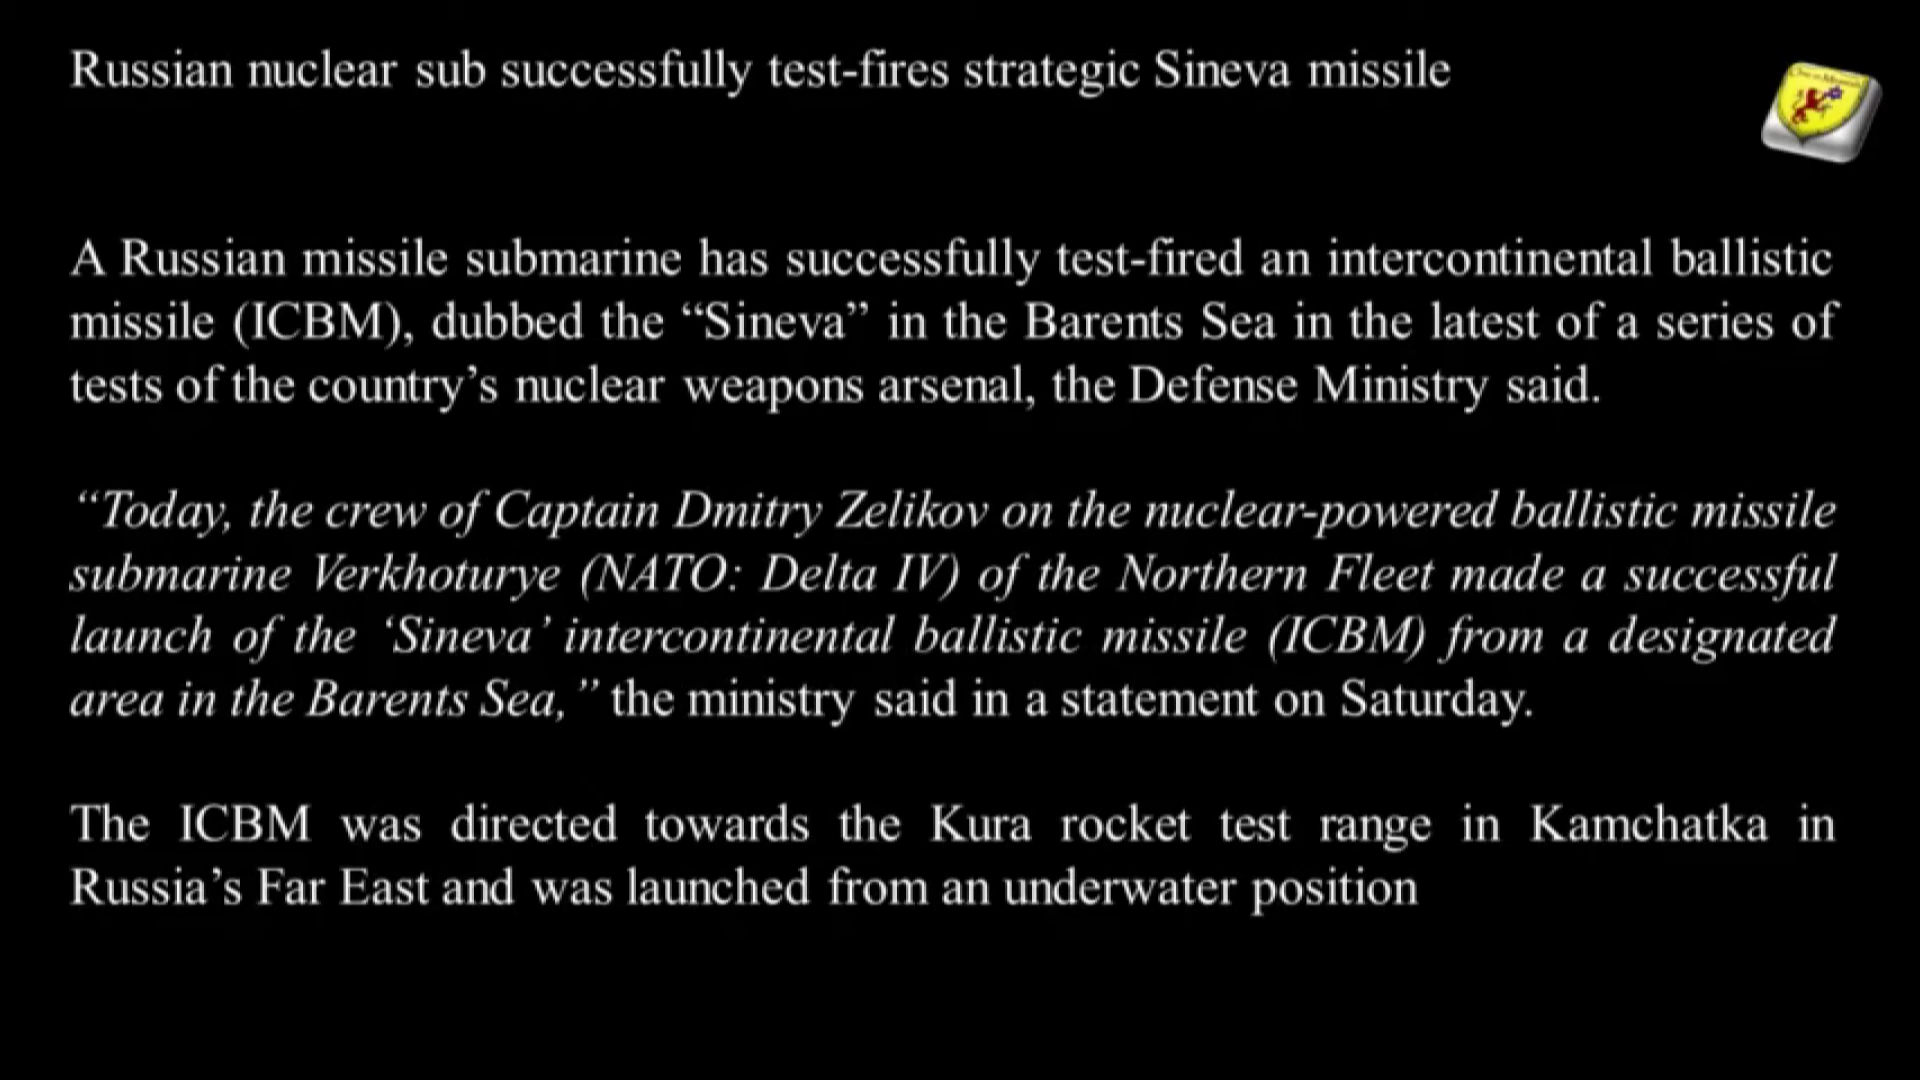 Russian nuclear sub successfully test-fires strategic Sineva missile
A Russian missile submarine has successfully test-fired an intercontinental ballistic
missile (ICBM), dubbed the “Sineva” in the Barents Sea in the latest of a series of
tests of the country’s nuclear weapons arsenal, the Defense Ministry said.
“Today, the crew of Captain Dmitry Zelikov on the nuclear-powered ballistic missile
submarine Verkhoturye (NATO: Delta IV) of the Northern Fleet made a successful
launch of the ‘Sineva’ intercontinental ballistic missile (ICBM) from a designated
area in the Barents Sea,” the ministry said in a statement on Saturday.
The ICBM was directed towards the Kura rocket test range in Kamchatka in
Russia’s Far East and was launched from an underwater position